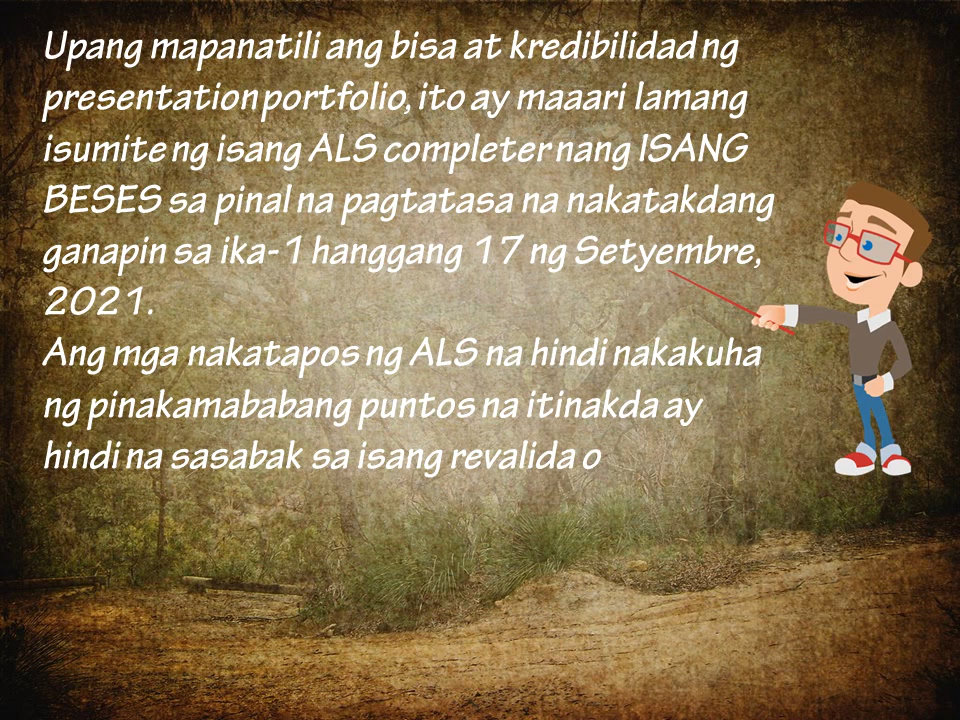 Upang mapanatili ang bisa at kredibilidad ng
presentation portfolio, ito ay maaari lamang
isumite ng isang ALS completer nang ISANG
BESES sa pinal na pagtatasa na nakatakdang
ganapin sa ika-1 hanggang 17 ng Setyembre,
2021.
Ang mga nakatapos ng ALS na hindi nakakuha
ng pinakamababang puntos na itinakda ay
hindi na sasabak sa isang revalida o